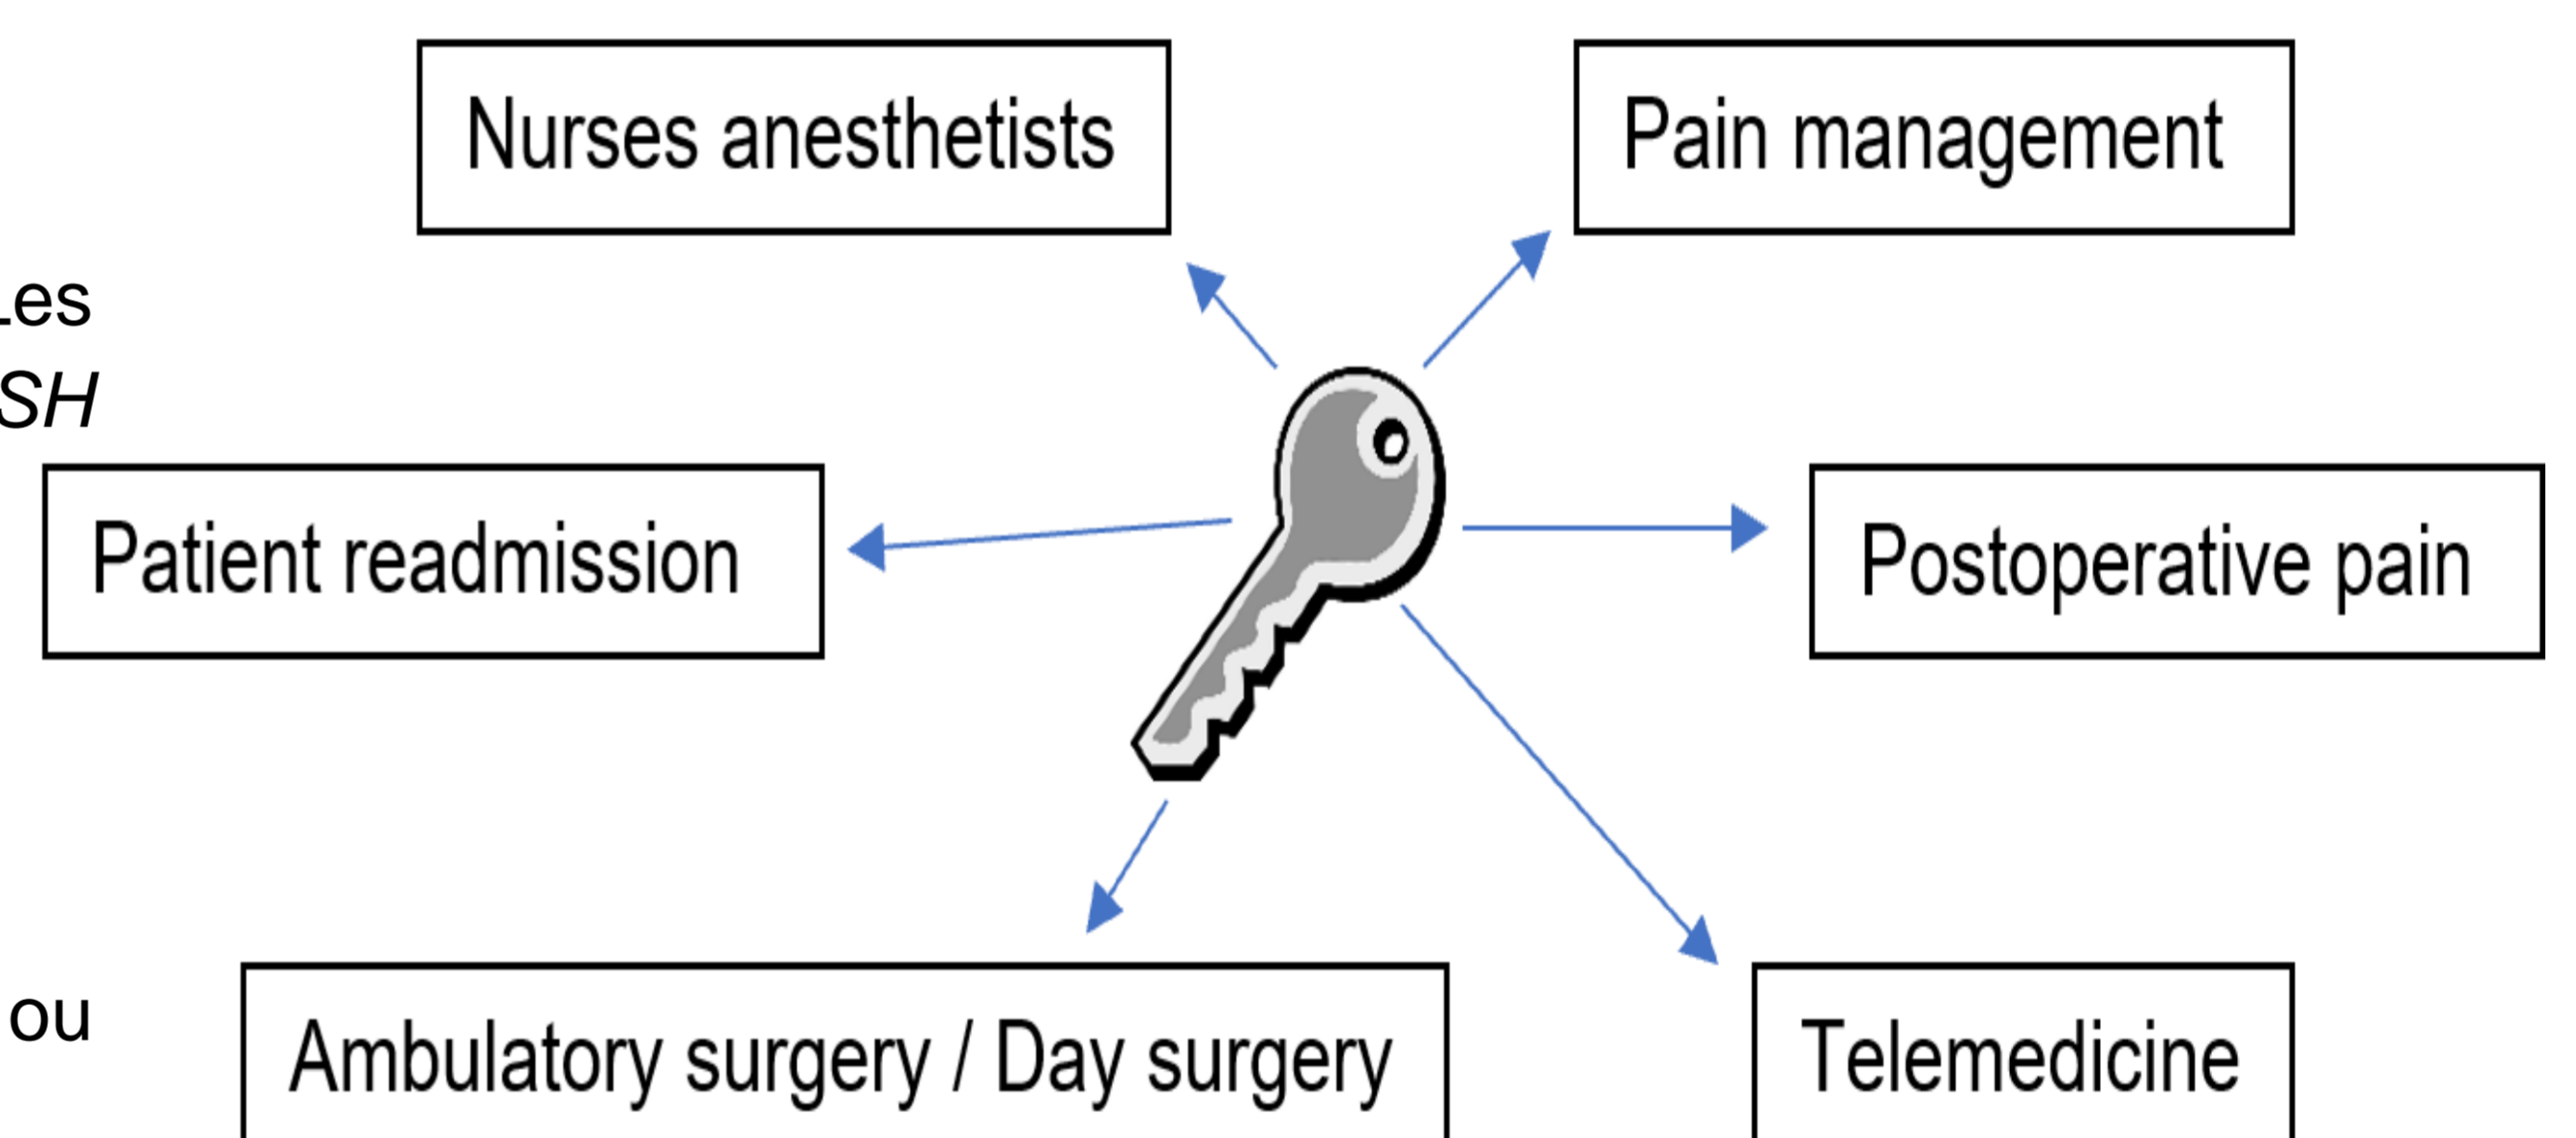 Nurses anesthetists
Pain management
Les
SH
Patient readmission
Postoperative pain
ou
Ambulatory surgery / Day surgery
Telemedicine